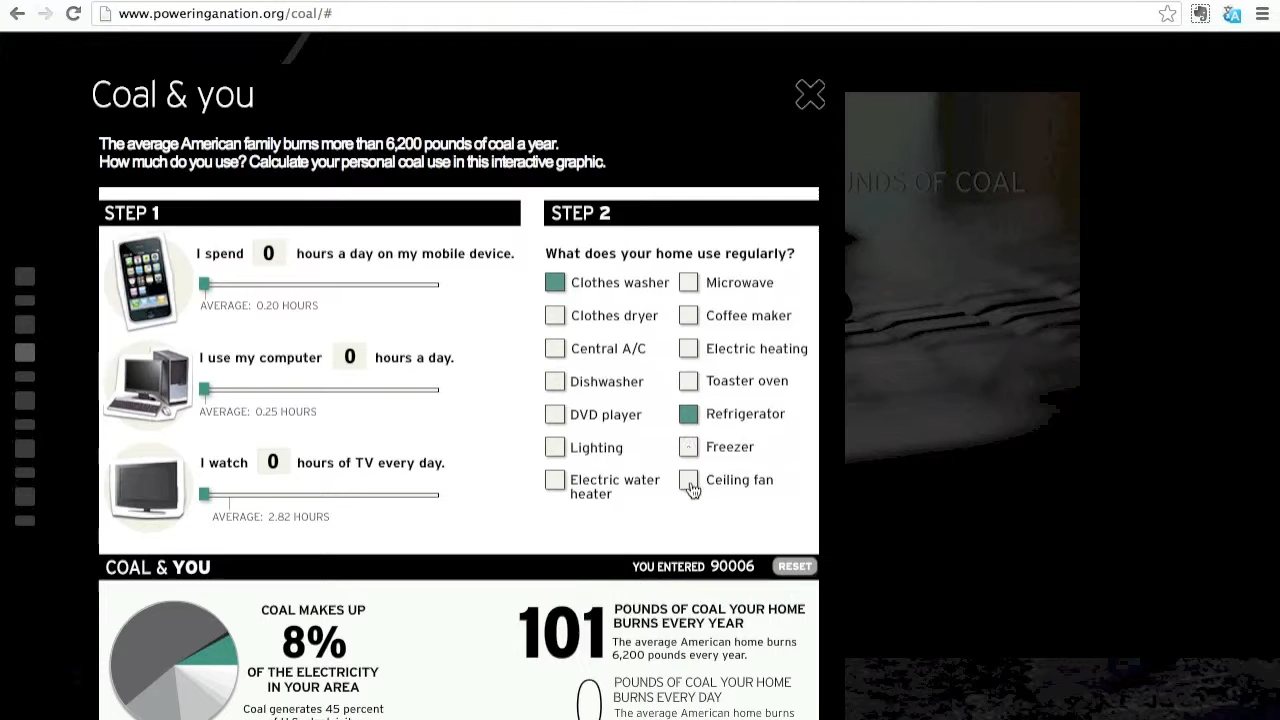 www.poweringanation.org/coal/#
Coal & you
The average American family burns more than 6,200 pounds of coal a year.
How much do you use? Calculate your personal coal use in this interactive graphic.
UNDS OF COAL
STEP 1
I spend 0 hours a day on my mobile device.
AVERAGE: 0.20 HOURS
I use my computer 0 hours a day.
AVERAGE: 0.25 HOURS
I watch 0 hours of TV every day.
AVERAGE: 2.82 HOURS
STEP 2
What does your home use regularly?
Clothes washer
Clothes dryer
Central A/C
Dishwasher
DVD player
Lighting
Electric water
heater
Microwave
Coffee maker
Electric heating
Toaster oven
Refrigerator
Freezer
Ceiling fan
COAL & YOU
YOU ENTERED 90006 RESET
COAL MAKES UP
8%
OF THE ELECTRICITY
IN YOUR AREA
Coal generates 45 percent
101 POUNDS OF COAL YOUR HOME
BURNS EVERY YEAR
The average American home burns
6,200 pounds every year.
0 POUNDS OF COAL YOUR HOME
BURNS EVERY DAY
The average American home burns